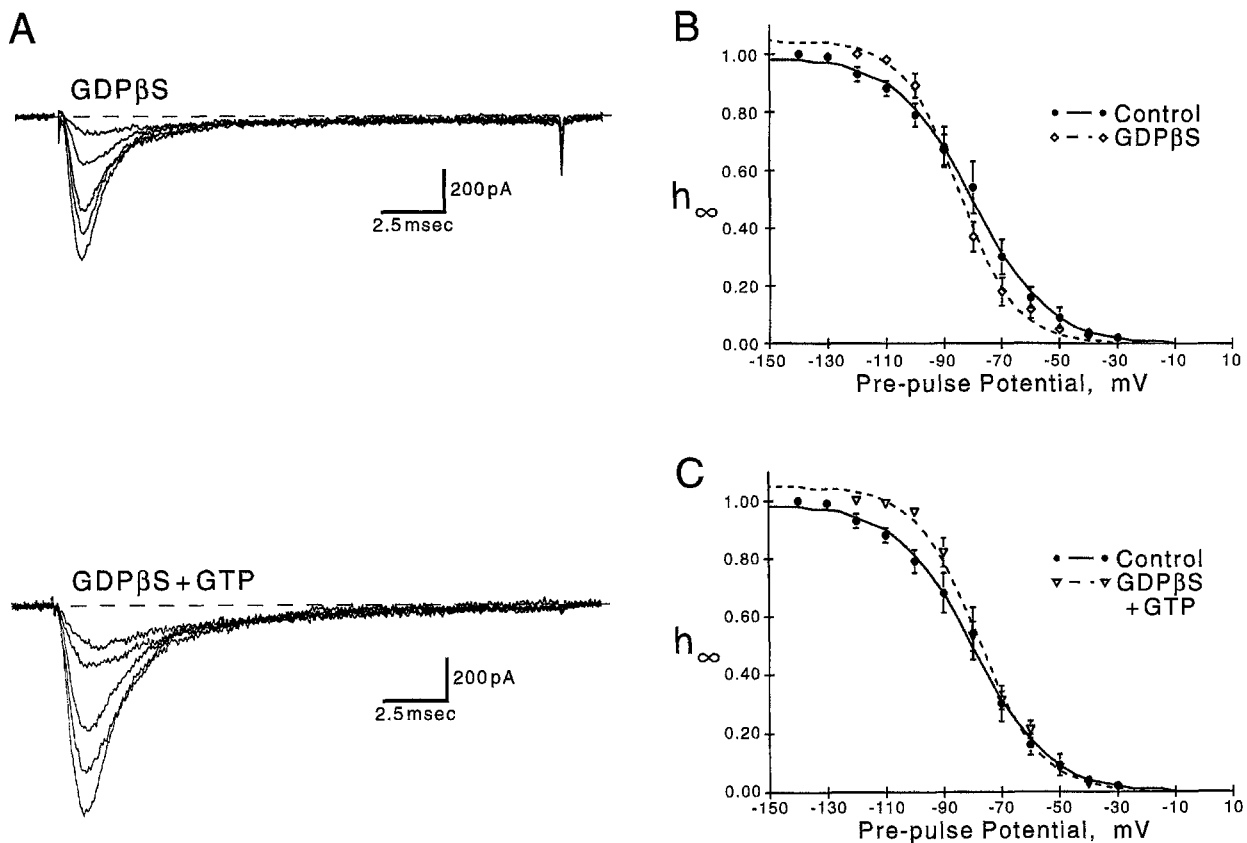 A
GDPβS
200pA
2.5msec
GDPβS+GTP
200pA
2.5msec
B
1.00
0.80
0.60
0.40
0.20
0.00
h∞
Control
GDPβS
-150 -130 -110 -90 -70 -50 -30 -10 10
Pre-pulse Potential, mV
C
1.00
0.80
0.60
0.40
0.20
0.00
h∞
Control
GDPβS
+GTP
-150 -130 -110 -90 -70 -50 -30 -10 10
Pre-pulse Potential, mV